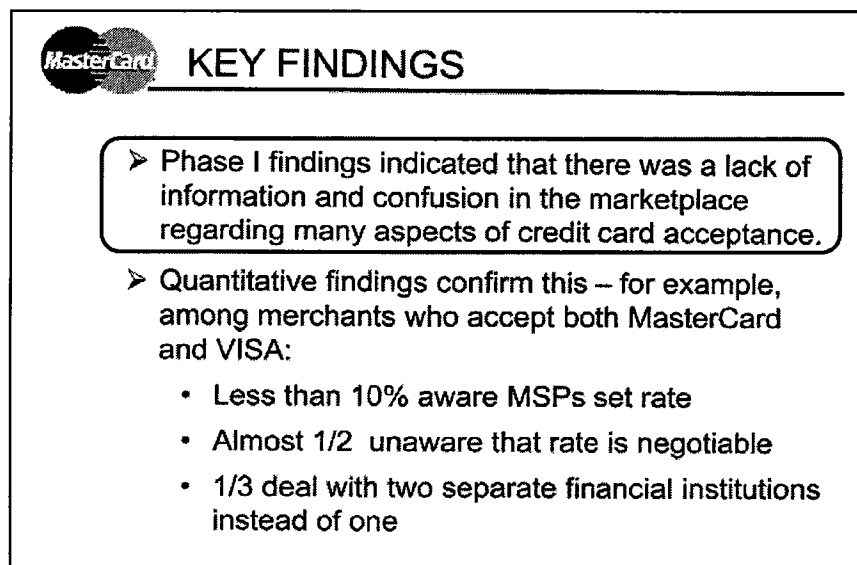 MasterCard
KEY FINDINGS
➢ Phase I findings indicated that there was a lack of
information and confusion in the marketplace
regarding many aspects of credit card acceptance.
➢ Quantitative findings confirm this – for example,
among merchants who accept both MasterCard
and VISA:
• Less than 10% aware MSPs set rate
• Almost 1/2 unaware that rate is negotiable
• 1/3 deal with two separate financial institutions
instead of one